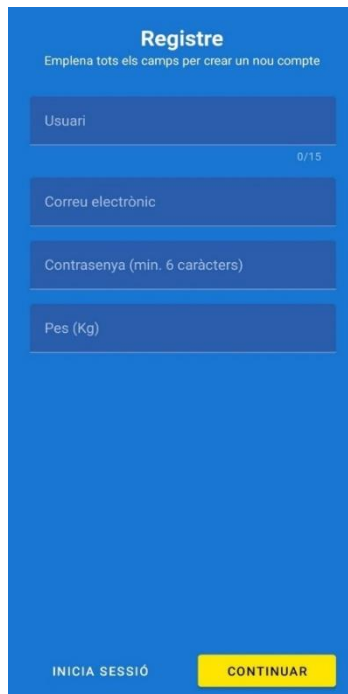 Registre
Emplena tots els camps per crear un nou compte
Usuari
0/15
Correu electrònic
Contrasenya (min. 6 caràcters)
Pes (Kg)
INICIA SESSIÓ
CONTINUAR